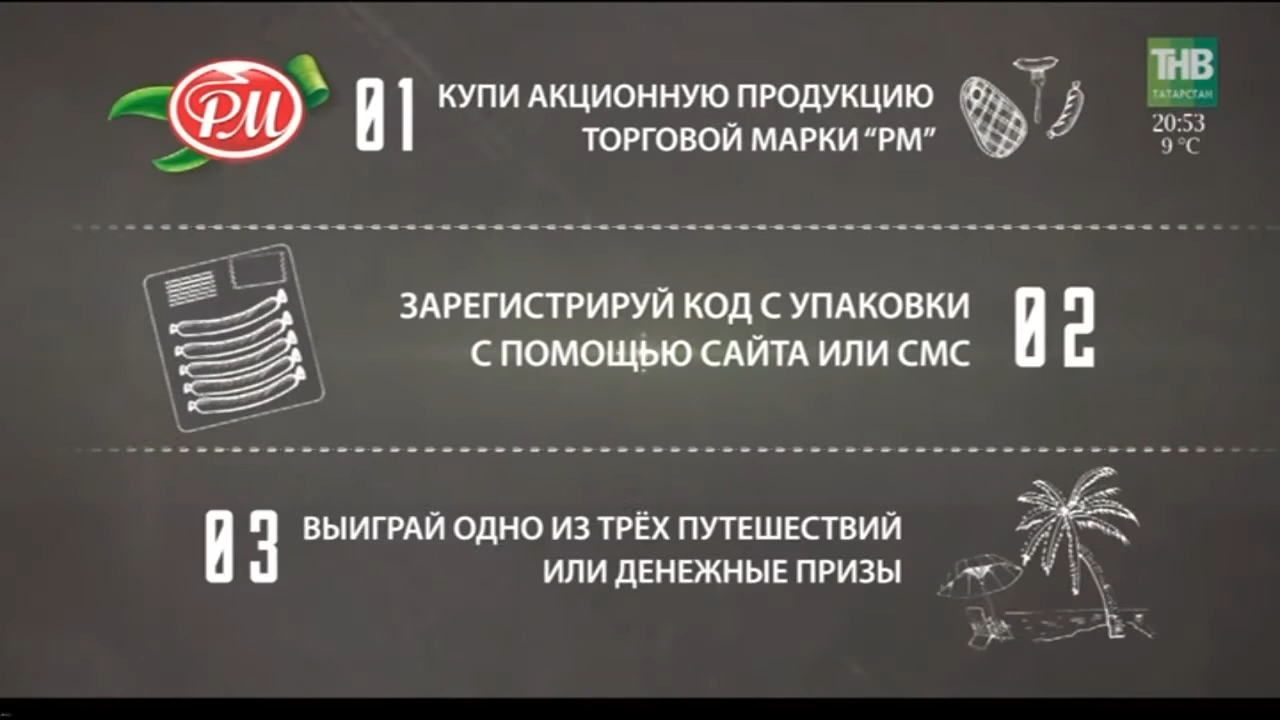 РМ
01
КУПИ АКЦИОННУЮ ПРОДУКЦИЮ
ТОРГОВОЙ МАРКИ “РМ”
ТНВ
ТАТАРСТАН
20:53
9 °C
ЗАРЕГИСТРИРУЙ КОД С УПАКОВКИ
С ПОМОЩЬЮ САЙТА ИЛИ СМС
02
03
ВЫИГРАЙ ОДНО ИЗ ТРЁХ ПУТЕШЕСТВИЙ
ИЛИ ДЕНЕЖНЫЕ ПРИЗЫ